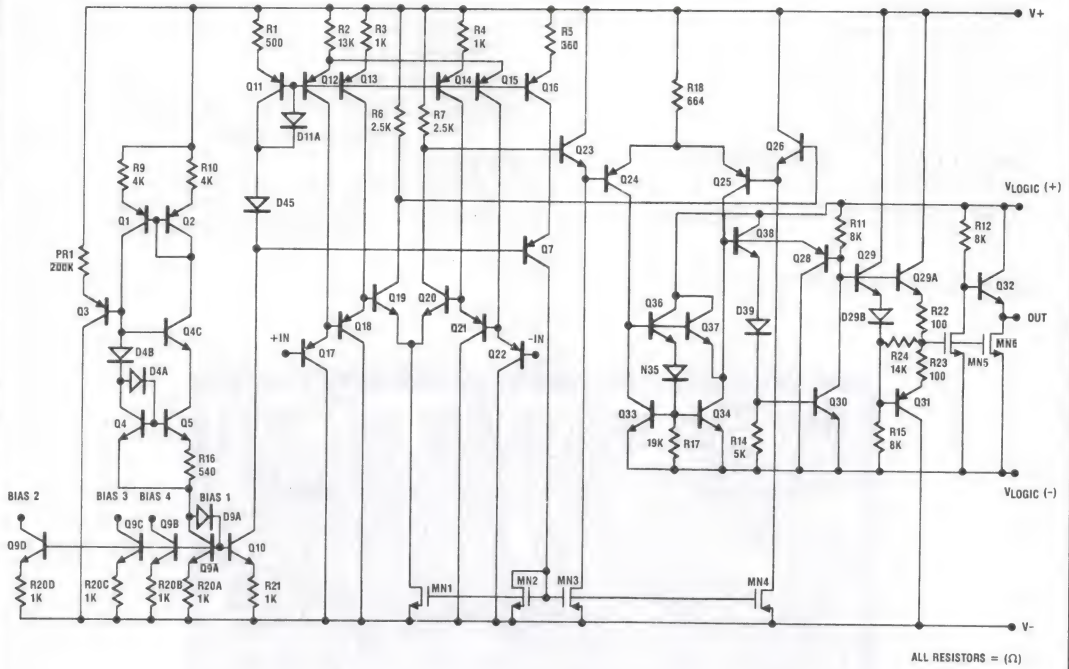 V+
R1
500
R2
13K
R3
1K
R4
1K
R5
360
Q11
Q12
Q13
Q14
Q15
Q16
D11A
R6
2.5K
R7
2.5K
R18
664
Q23
Q24
Q25
Q26
R9
4K
R10
4K
Q1
Q2
D45
PR1
200K
Q3
Q4C
D4B
D4A
Q4
Q5
R16
540
Q7
+IN
Q17
Q18
Q19
Q20
Q21
Q22
-IN
VLOGIC (+)
Q38
R11
8K
Q28
Q29
Q29A
R12
8K
Q32
D29B
R22
100
OUT
Q36
Q37
D39
N35
R24
14K
R23
100
MN5
MN6
Q33
Q34
19K
R17
R14
5K
Q30
Q31
R15
8K
VLOGIC (-)
BIAS 2
BIAS 3
BIAS 4
BIAS 1
D9A
Q9D
Q9C
Q9B
Q9A
Q10
R20D
1K
R20C
1K
R20B
1K
R20A
1K
R21
1K
MN1
MN2
MN3
MN4
V-
ALL RESISTORS = (Ω)